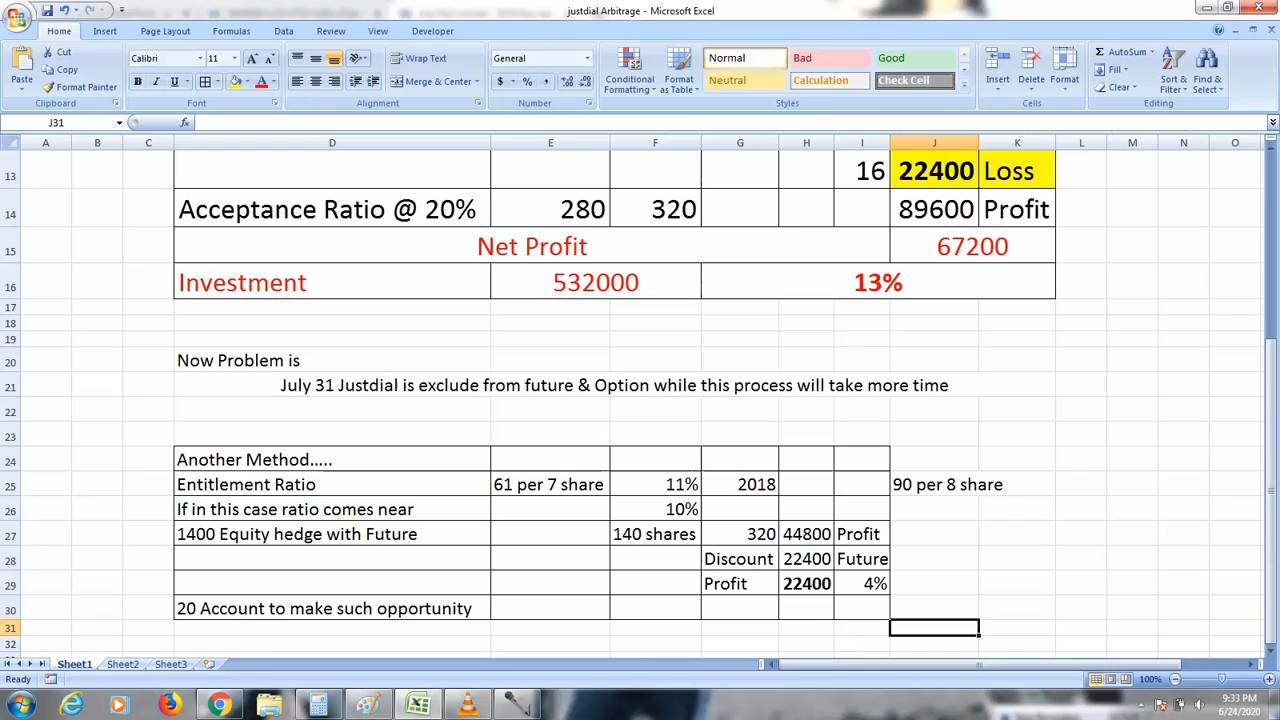 justdial Arbitrage - Microsoft Excel
Home Insert Page Layout Formulas Data Review View Developer
Paste
Cut
Copy
Format Painter
Clipboard
Calibri 11
B I U
Font
Wrap Text
Merge & Center
Alignment
General
$ % ,
Number
Conditional Formatting
Format as Table
Normal Bad Good
Neutral Calculation Check Cell
Styles
Insert Delete Format
Cells
AutoSum
Fill
Clear
Sort & Filter
Find & Select
Editing
J31 fx
A B C D E F G H I J K L M N O
13 16 22400 Loss
14 Acceptance Ratio @ 20% 280 320 89600 Profit
15 Net Profit 67200
16 Investment 532000 13%
17
18
19
20 Now Problem is
21 July 31 Justdial is exclude from future & Option while this process will take more time
22
23
24 Another Method.....
25 Entitlement Ratio 61 per 7 share 11% 2018 90 per 8 share
26 If in this case ratio comes near 10%
27 1400 Equity hedge with Future 140 shares 320 44800 Profit
28 Discount 22400 Future
29 Profit 22400 4%
30 20 Account to make such opportunity
31
32
Sheet1 Sheet2 Sheet3
Ready 100%
9:33 PM
6/24/2020